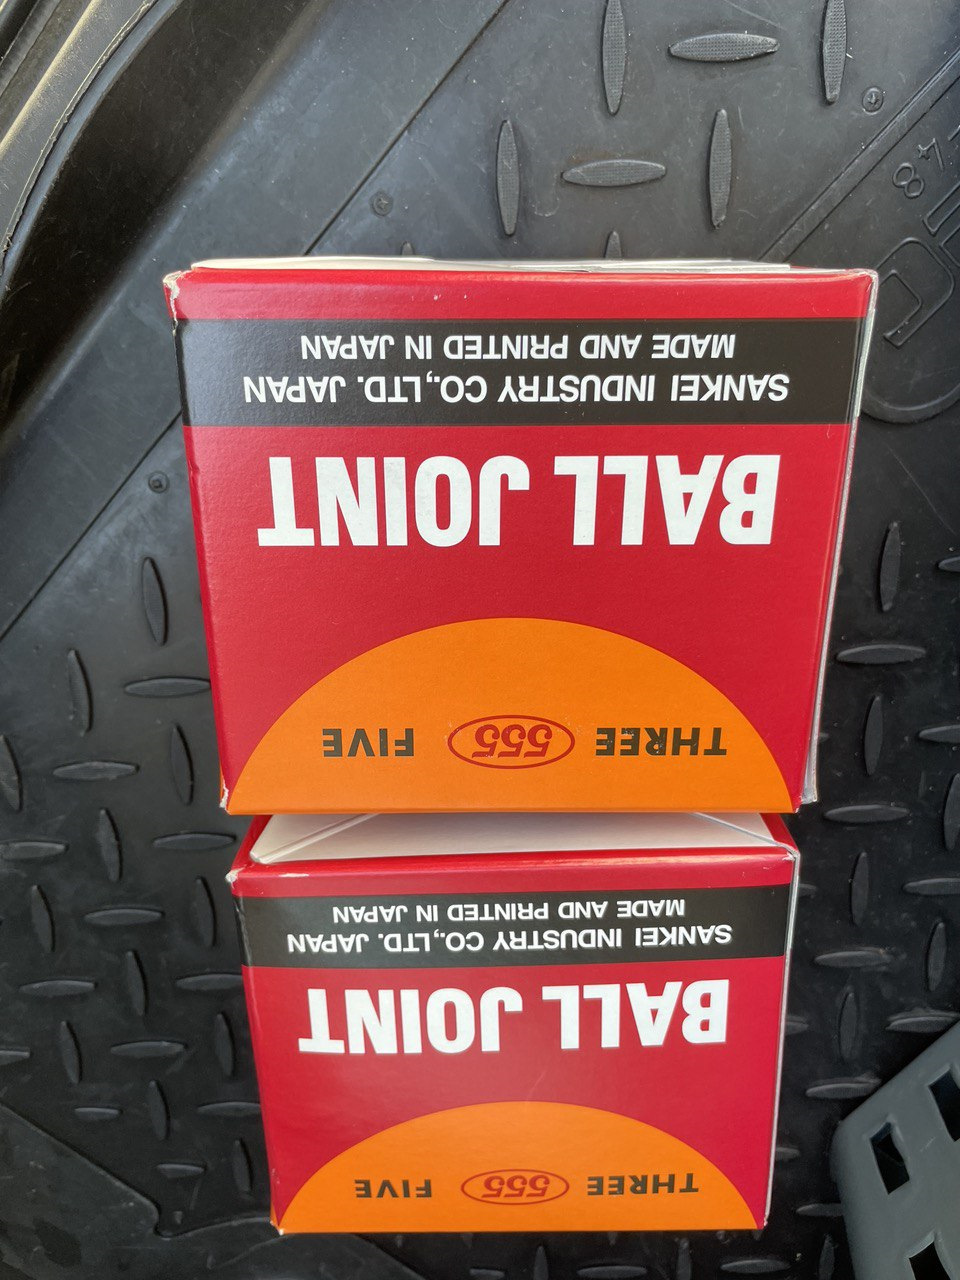 THREE 555 FIVE
BALL JOINT
SANKEI INDUSTRY CO.,LTD. JAPAN
MADE AND PRINTED IN JAPAN
THREE 555 FIVE
BALL JOINT
SANKEI INDUSTRY CO.,LTD. JAPAN
MADE AND PRINTED IN JAPAN